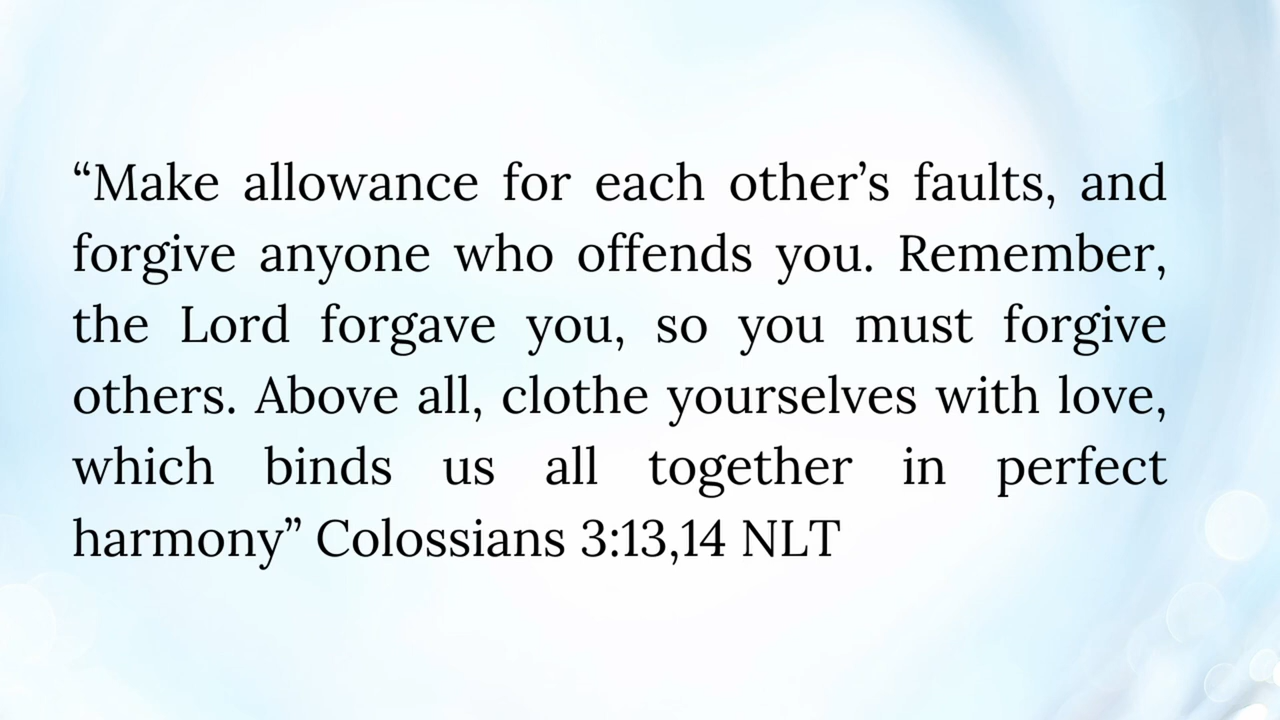 “Make allowance for each other’s faults, and
forgive anyone who offends you. Remember,
the Lord forgave you, so you must forgive
others. Above all, clothe yourselves with love,
which binds us all together in perfect
harmony” Colossians 3:13,14 NLT